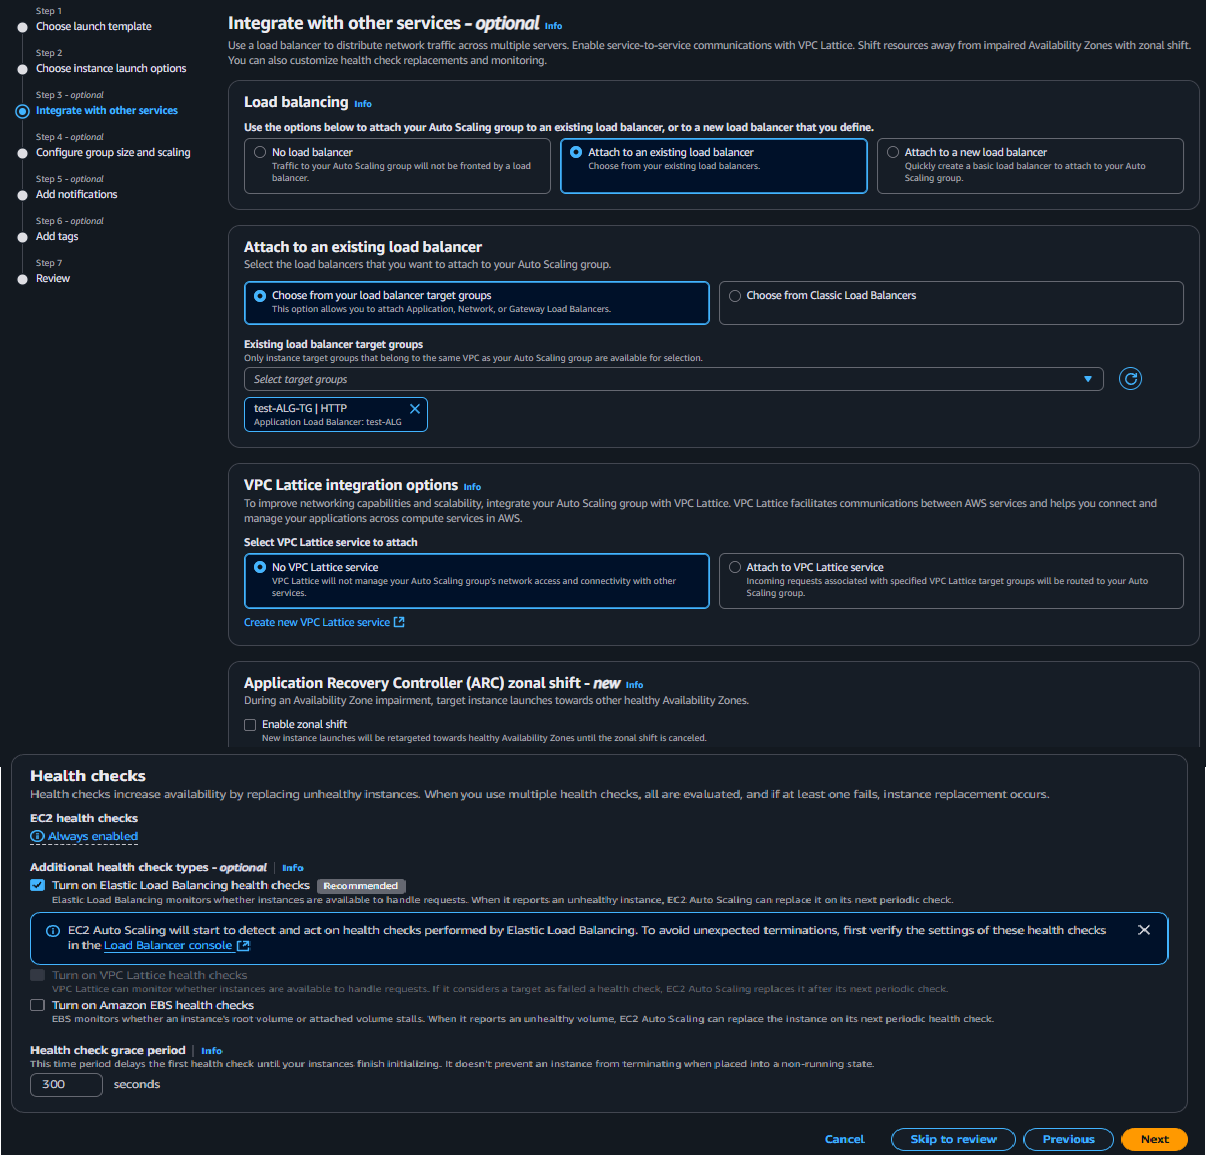 Step 1
Choose launch template
Step 2
Choose instance launch options
Step 3 - optional
Integrate with other services
Step 4 - optional
Configure group size and scaling
Step 5 - optional
Add notifications
Step 6 - optional
Add tags
Step 7
Review
Integrate with other services - optional Info
Use a load balancer to distribute network traffic across multiple servers. Enable service-to-service communications with VPC Lattice. Shift resources away from impaired Availability Zones with zonal shift.
You can also customize health check replacements and monitoring.
Load balancing Info
Use the options below to attach your Auto Scaling group to an existing load balancer, or to a new load balancer that you define.
No load balancer
Traffic to your Auto Scaling group will not be fronted by a load
balancer.
Attach to an existing load balancer
Choose from your existing load balancers.
Attach to a new load balancer
Quickly create a basic load balancer to attach to your Auto
Scaling group.
Attach to an existing load balancer
Select the load balancers that you want to attach to your Auto Scaling group.
Choose from your load balancer target groups
This option allows you to attach Application, Network, or Gateway Load Balancers.
Choose from Classic Load Balancers
Existing load balancer target groups
Only instance target groups that belong to the same VPC as your Auto Scaling group are available for selection.
Select target groups
test-ALG-TG | HTTP
Application Load Balancer: test-ALG
VPC Lattice integration options Info
To improve networking capabilities and scalability, integrate your Auto Scaling group with VPC Lattice. VPC Lattice facilitates communications between AWS services and helps you connect and
manage your applications across compute services in AWS.
Select VPC Lattice service to attach
No VPC Lattice service
VPC Lattice will not manage your Auto Scaling group's network access and connectivity with other
services.
Attach to VPC Lattice service
Incoming requests associated with specified VPC Lattice target groups will be routed to your Auto
Scaling group.
Create new VPC Lattice service
Application Recovery Controller (ARC) zonal shift - new Info
During an Availability Zone impairment, target instance launches towards other healthy Availability Zones.
Enable zonal shift
New instance launches will be retargeted towards healthy Availability Zones until the zonal shift is canceled.
Health checks
Health checks increase availability by replacing unhealthy instances. When you use multiple health checks, all are evaluated, and if at least one fails, instance replacement occurs.
EC2 health checks
Always enabled
Additional health check types - optional Info
Turn on Elastic Load Balancing health checks Recommended
Elastic Load Balancing monitors whether instances are available to handle requests. When it reports an unhealthy instance, EC2 Auto Scaling can replace it on its next periodic check.
EC2 Auto Scaling will start to detect and act on health checks performed by Elastic Load Balancing. To avoid unexpected terminations, first verify the settings of these health checks
in the Load Balancer console
Turn on VPC Lattice health checks
VPC Lattice can monitor whether instances are available to handle requests. If it considers a target as failed a health check, EC2 Auto Scaling replaces it after its next periodic check.
Turn on Amazon EBS health checks
EBS monitors whether an instance's root volume or attached volume stalls. When it reports an unhealthy volume, EC2 Auto Scaling can replace the instance on its next periodic health check.
Health check grace period Info
This time period delays the first health check until your instances finish initializing. It doesn't prevent an instance from terminating when placed into a non-running state.
300 seconds
Cancel Skip to review Previous Next